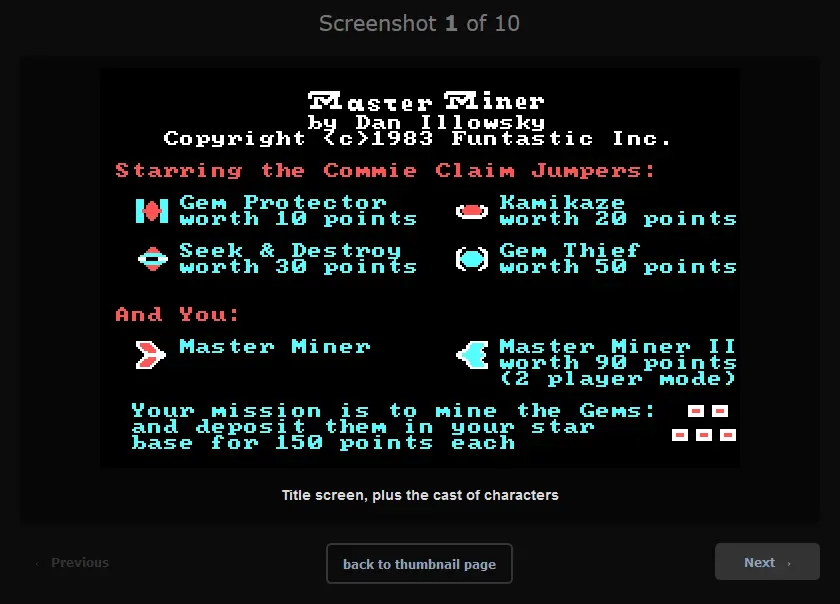 Screenshot 1 of 10
Master Miner
by Dan Illowsky
Copyright (c)1983 Funtastic Inc.
Starring the Commie Claim Jumpers:
Gem Protector
worth 10 points
Kamikaze
worth 20 points
Seek & Destroy
worth 30 points
Gem Thief
worth 50 points
And You:
Master Miner
Master Miner II
worth 90 points
(2 player mode)
Your mission is to mine the Gems:
and deposit them in your star
base for 150 points each
Title screen, plus the cast of characters
← Previous
back to thumbnail page
Next →